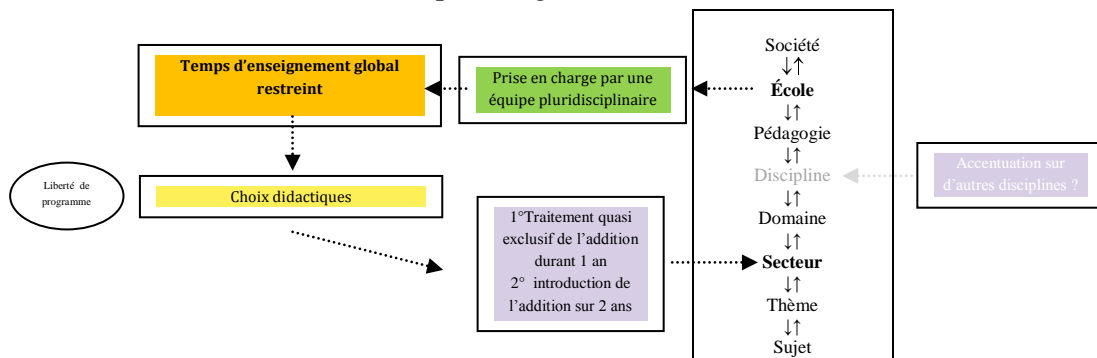 Temps d’enseignement global
restreint
Prise en charge par une
équipe pluridisciplinaire
Société
↓↑
École
↓↑
Pédagogie
↓↑
Discipline
↓↑
Domaine
↓↑
Secteur
↓↑
Thème
↓↑
Sujet
Accentuation sur
d’autres disciplines ?
Liberté de
programme
Choix didactiques
1°Traitement quasi
exclusif de l’addition
durant 1 an
2° introduction de
l’addition sur 2 ans